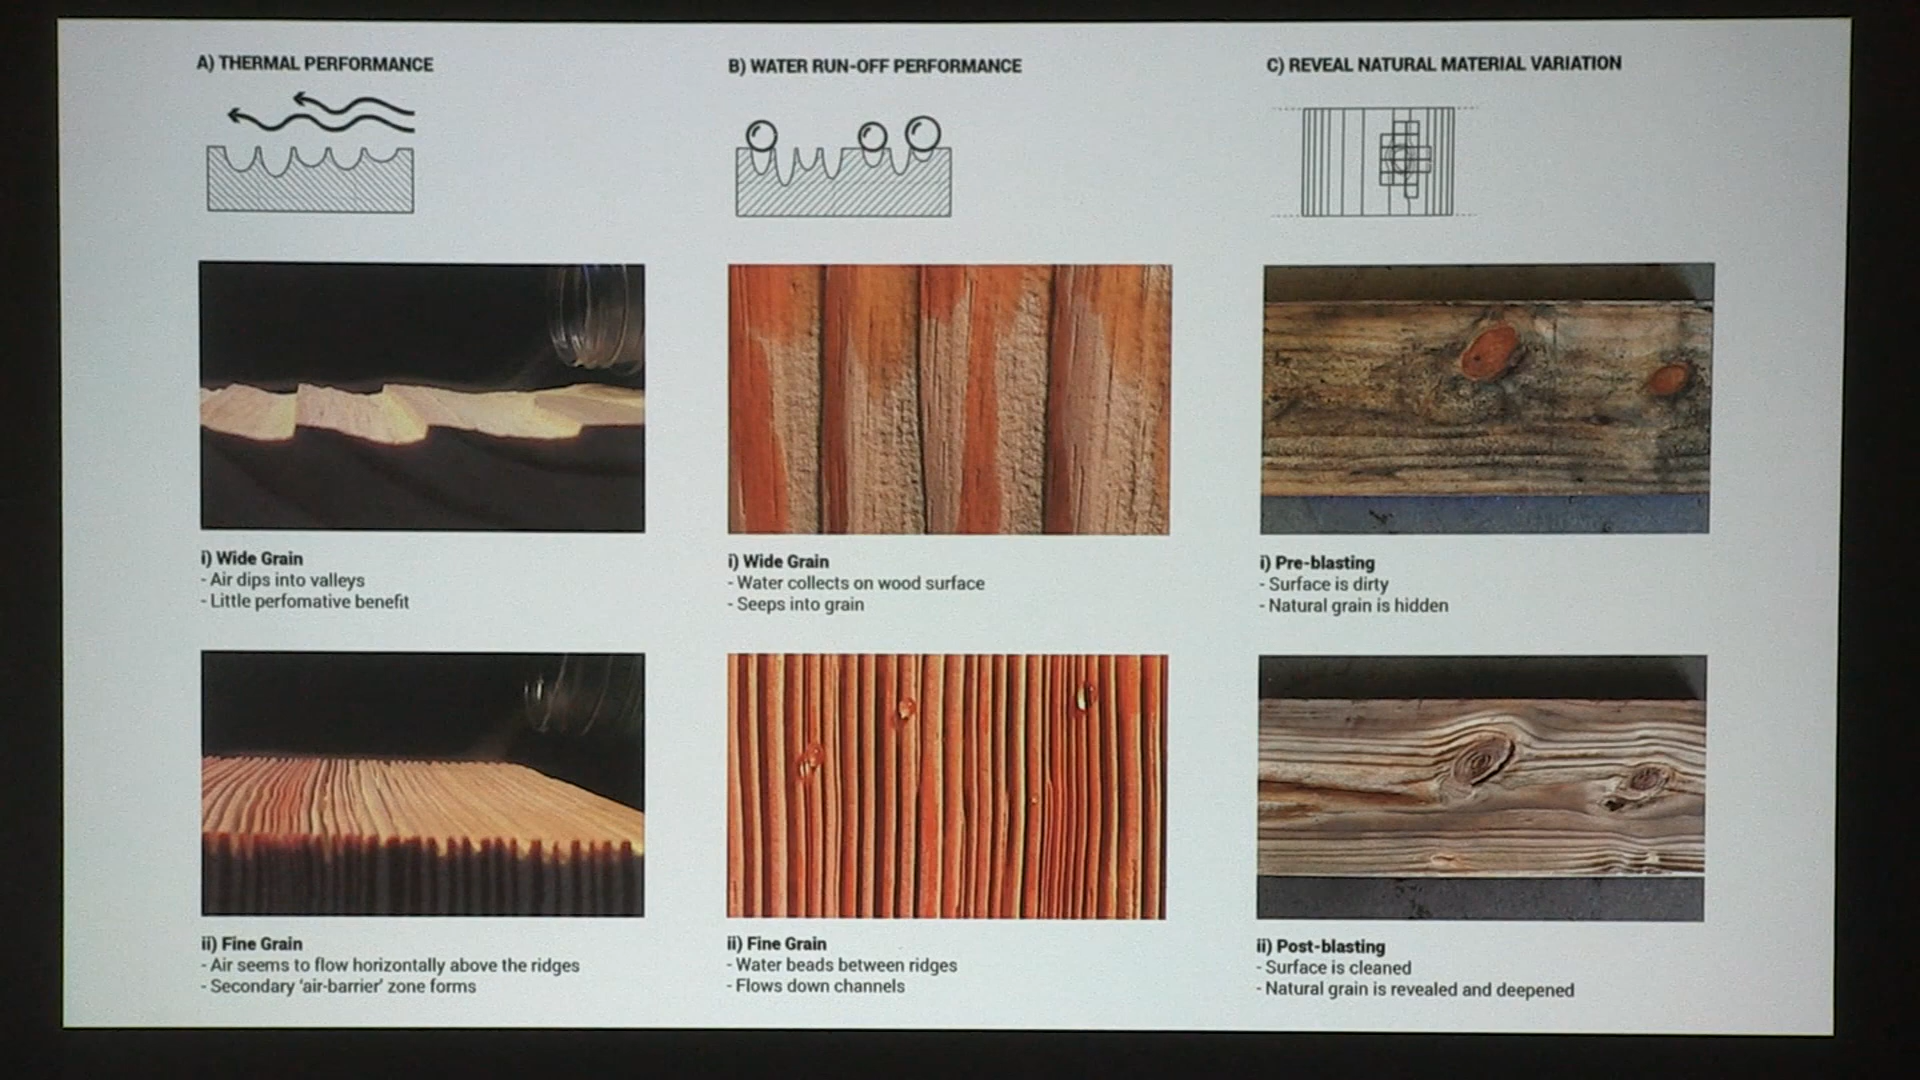 A) THERMAL PERFORMANCE
B) WATER RUN-OFF PERFORMANCE
C) REVEAL NATURAL MATERIAL VARIATION
i) Wide Grain
- Air dips into valleys
- Little perfomative benefit
i) Wide Grain
- Water collects on wood surface
- Seeps into grain
i) Pre-blasting
- Surface is dirty
- Natural grain is hidden
ii) Fine Grain
- Air seems to flow horizontally above the ridges
- Secondary 'air-barrier' zone forms
ii) Fine Grain
- Water beads between ridges
- Flows down channels
ii) Post-blasting
- Surface is cleaned
- Natural grain is revealed and deepened